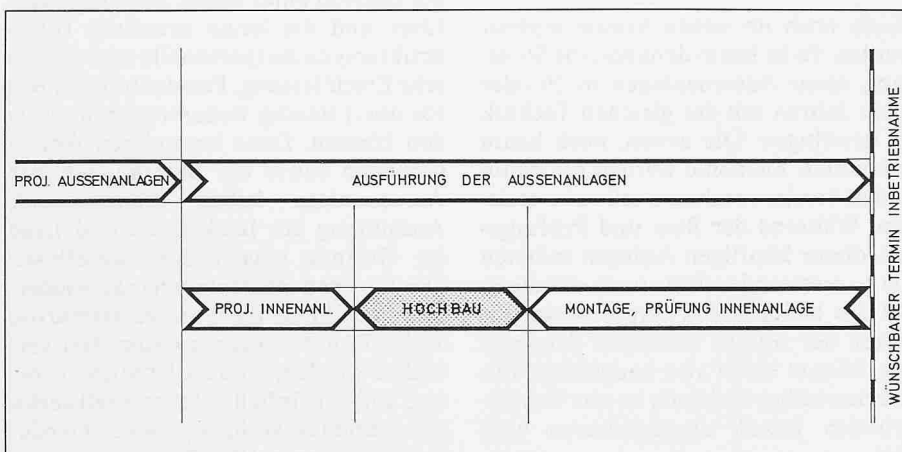 PROJ. AUSSENANLAGEN
AUSFÜHRUNG DER AUSSENANLAGEN
PROJ. INNENANL.
HOCHBAU
MONTAGE, PRÜFUNG INNENANLAGE
WÜNSCHBARER TERMIN INBETRIEBNAHME